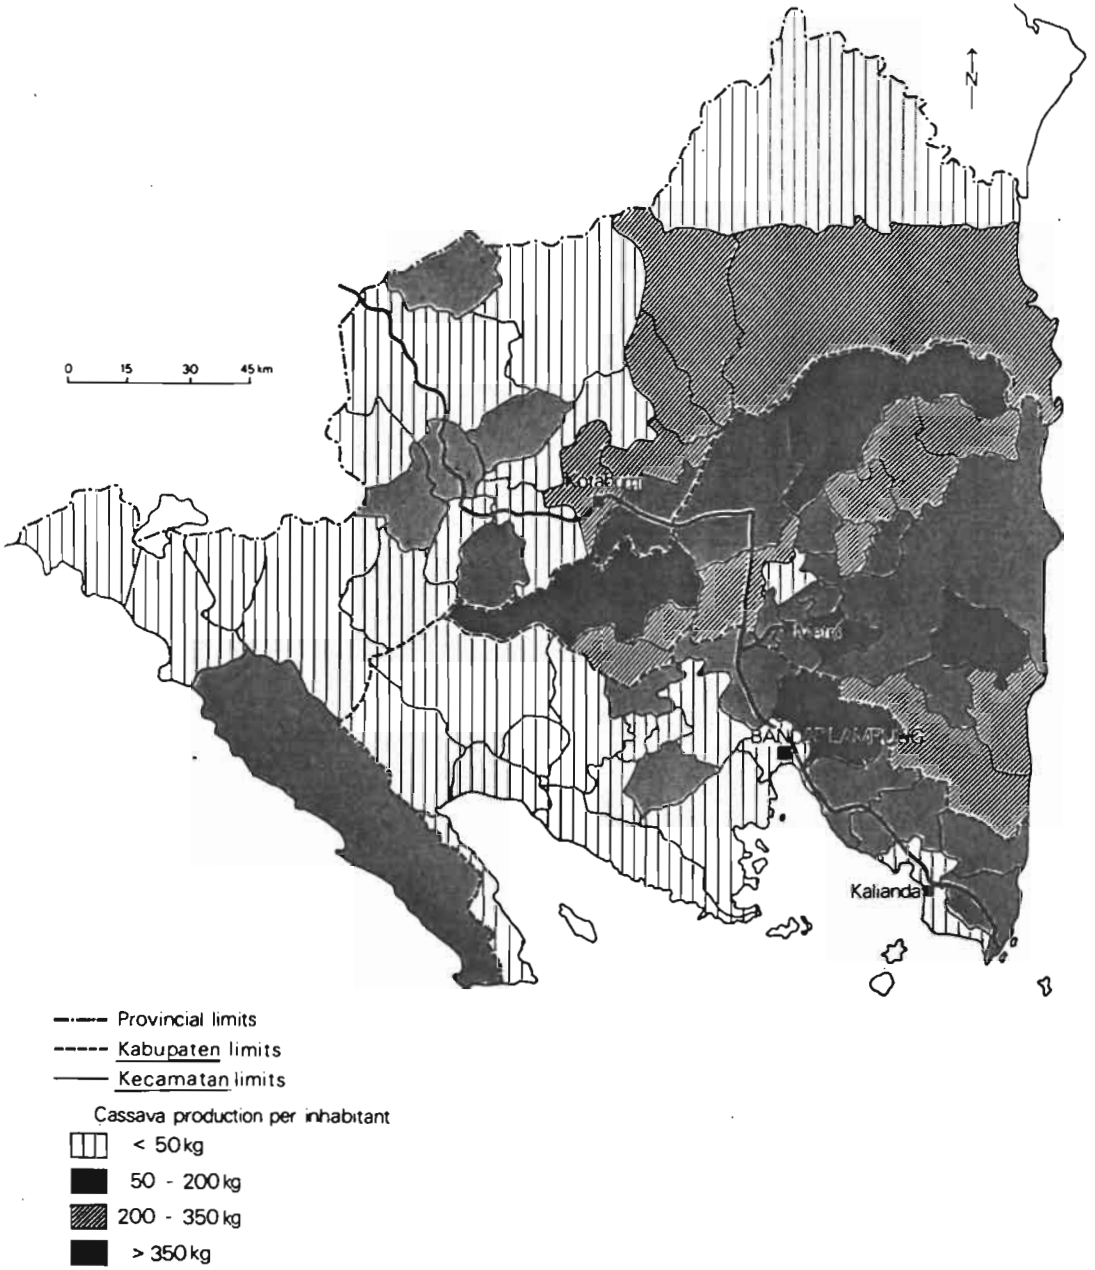 N
0 15 30 45 km
Kotabumi
Metro
BANDAR LAMPUNG
Kalianda
Provincial limits
Kabupaten limits
Kecamatan limits
Cassava production per inhabitant
< 50 kg
50 - 200 kg
200 - 350 kg
> 350 kg